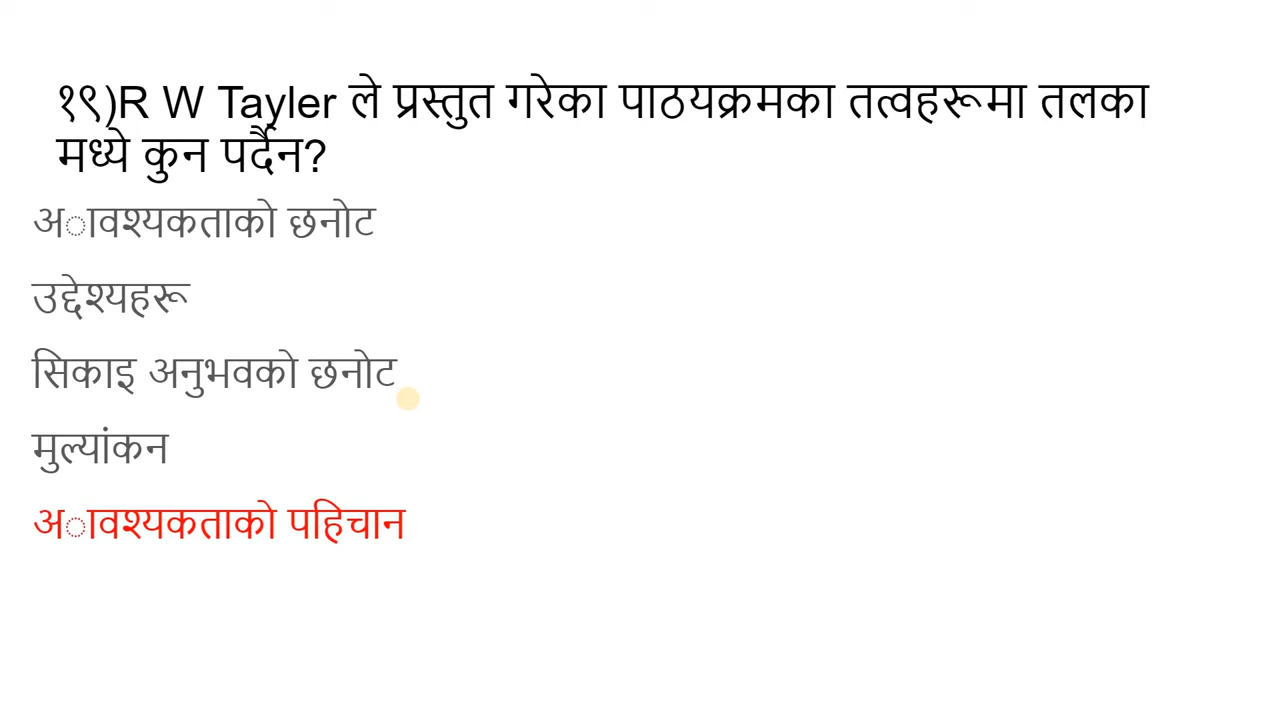 १९)R W Tayler ले प्रस्तुत गरेका पाठयक्रमका तत्वहरूमा तलका
मध्ये कुन पर्दैन?
अावश्यकताको छनोट
उद्देश्यहरू
सिकाइ अनुभवको छनोट
मुल्यांकन
अावश्यकताको पहिचान